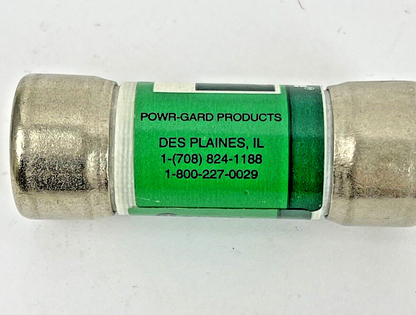 POWR-GARD PRODUCTS
DES PLAINES, IL
1-(708) 824-1188
1-800-227-0029